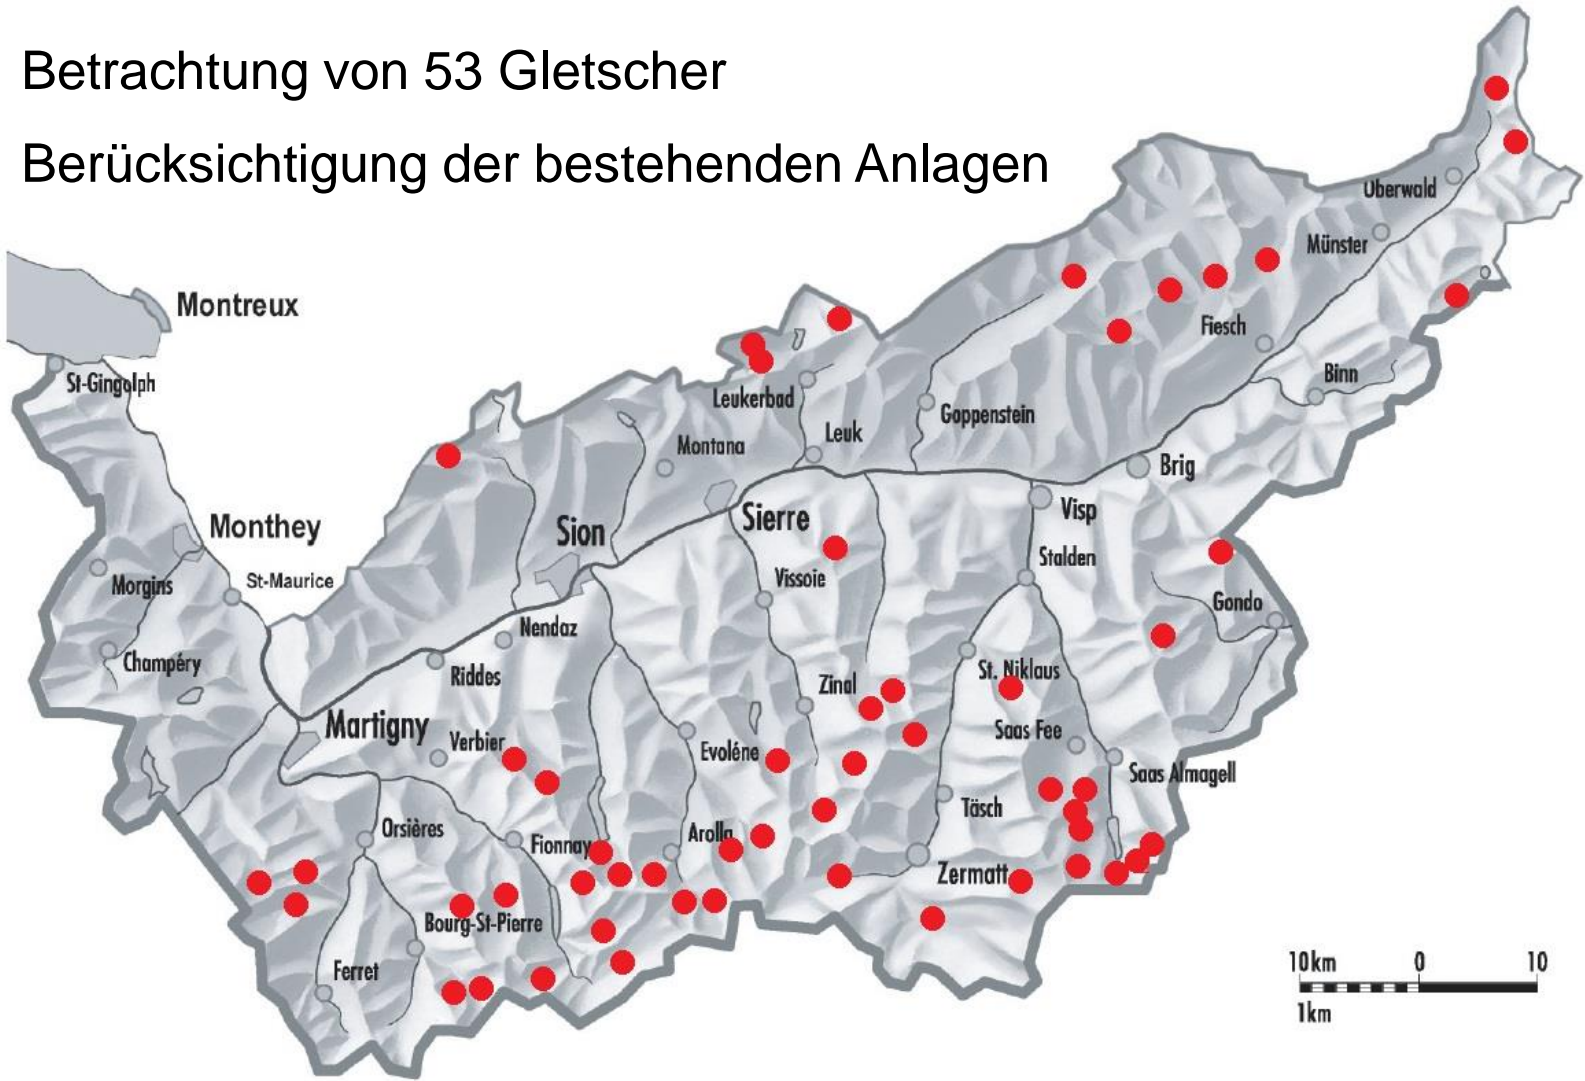 Betrachtung von 53 Gletscher
Berücksichtigung der bestehenden Anlagen
Oberwald
Münster
Montreux
Fiesch
St-Gingolph
Binn
Leukerbad
Goppenstein
Leuk
Montana
Brig
Visp
Sierre
Monthey
Sion
Stalden
St-Maurice
Morgins
Vissoie
Gondo
Nendaz
Champéry
Riddes
St. Niklaus
Zinal
Martigny
Saas Fee
Verbier
Evoléne
Saas Almagell
Täsch
Orsières
Arolla
Fionnay
Zermatt
Bourg-St-Pierre
Ferret
10km 0 10
1km